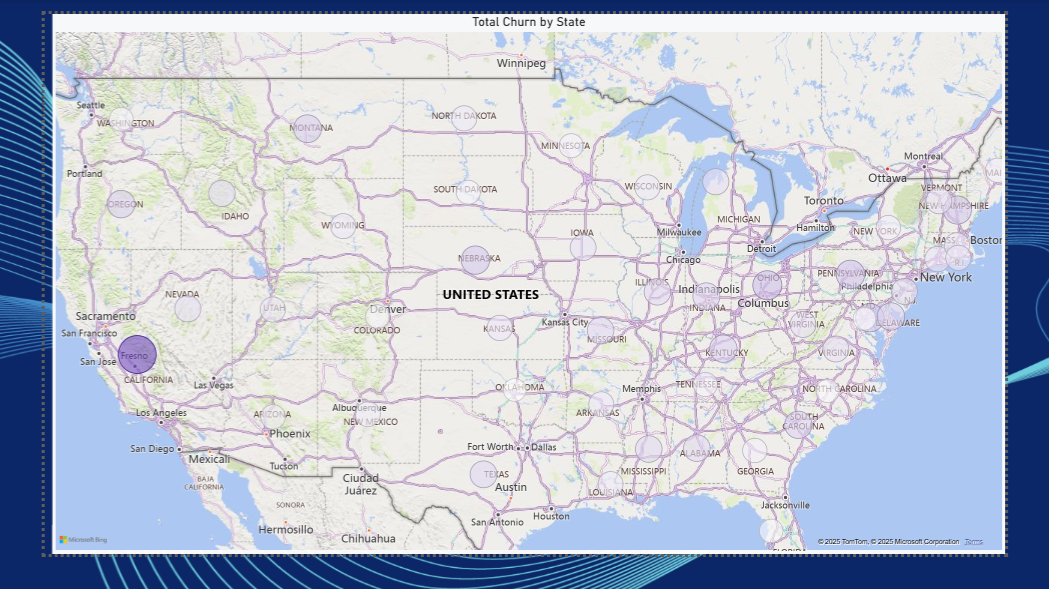 Total Churn by State
Winnipeg
Seattle
WASHINGTON
MONTANA
NORTH DAKOTA
MINNESOTA
Montreal
Ottawa
Portland
OREGON
IDAHO
SOUTH DAKOTA
WISCONSIN
VERMONT
NEW HAMPSHIRE
Toronto
Hamilton
MICHIGAN
WYOMING
IOWA
Milwaukee
Detroit
NEW YORK
MASS
Boston
Chicago
NEBRASKA
New York
PENNSYLVANIA
Philadelphia
OHIO
ILLINOIS
Indianapolis
Columbus
NEVADA
UNITED STATES
UTAH
Denver
INDIANA
NJ
Sacramento
San Francisco
COLORADO
KANSAS
Kansas City
MISSOURI
WEST
VIRGINIA
DELAWARE
San Jose
Fresno
CALIFORNIA
KENTUCKY
VIRGINIA
Las Vegas
OKLAHOMA
Memphis
TENNESSEE
NORTH CAROLINA
Los Angeles
ARIZONA
Albuquerque
NEW MEXICO
ARKANSAS
SOUTH
CAROLINA
Phoenix
San Diego
Mexicali
Tucson
Fort Worth
Dallas
ALABAMA
MISSISSIPPI
GEORGIA
BAJA
CALIFORNIA
Ciudad
Juárez
TEXAS
Austin
LOUISIANA
SONORA
Jacksonville
Hermosillo
Chihuahua
San Antonio
Houston
Microsoft Bing
© 2025 TomTom, © 2025 Microsoft Corporation Terms
FLORIDA